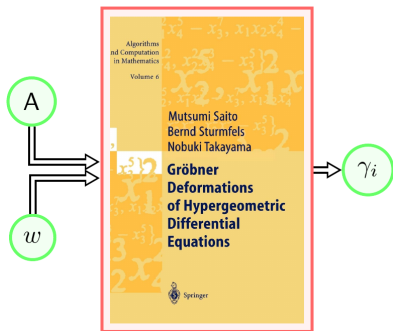 Algorithms
nd Computation
in Mathematics
Volume 6
A
Mutsumi Saito
Bernd Sturmfels
Nobuki Takayama
Gröbner
Deformations
of Hypergeometric
Differential
Equations
γi
w
Springer